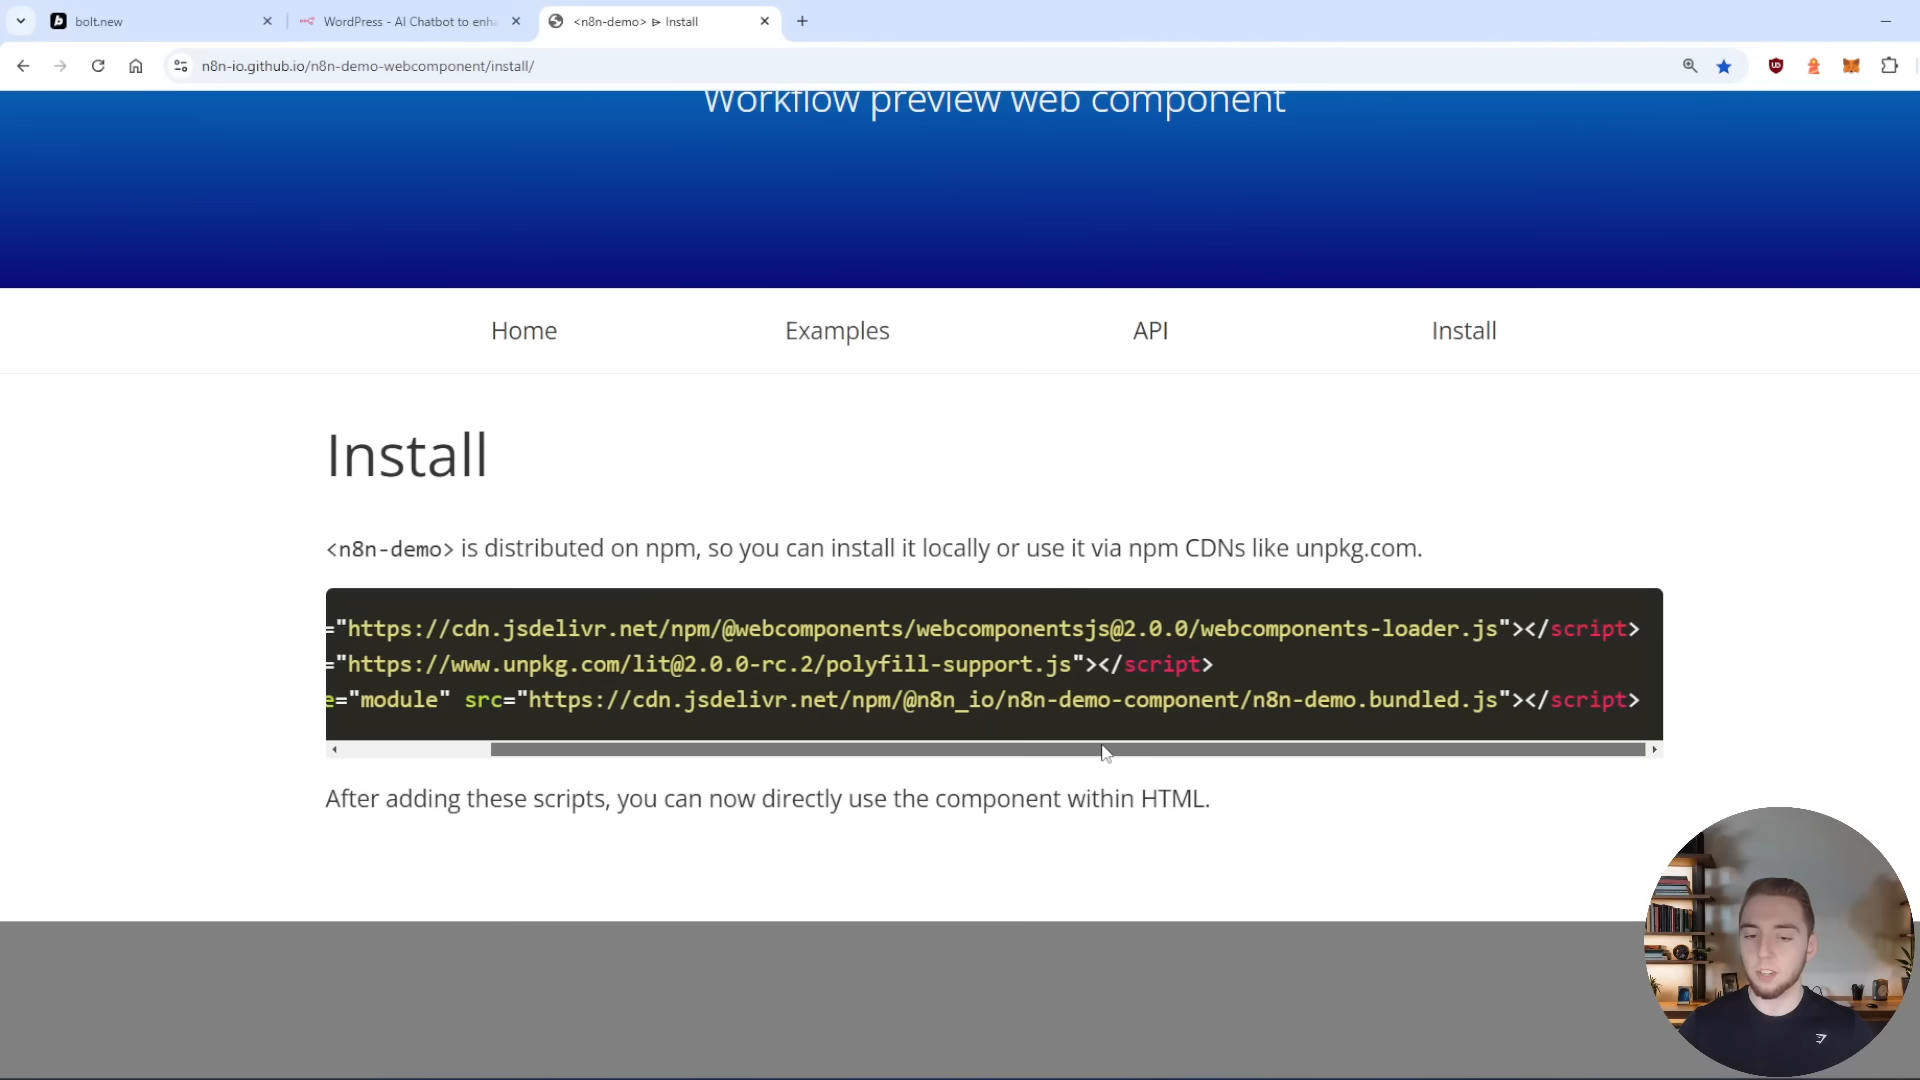 bolt.new
WordPress - AI Chatbot to enha
<n8n-demo> ⊳ Install
n8n-io.github.io/n8n-demo-webcomponent/install/
Workflow preview web component
Home
Examples
API
Install
Install
<n8n-demo> is distributed on npm, so you can install it locally or use it via npm CDNs like unpkg.com.
="https://cdn.jsdelivr.net/npm/@webcomponents/webcomponentsjs@2.0.0/webcomponents-loader.js"></script>
="https://www.unpkg.com/lit@2.0.0-rc.2/polyfill-support.js"></script>
e="module" src="https://cdn.jsdelivr.net/npm/@n8n_io/n8n-demo-component/n8n-demo.bundled.js"></script>
After adding these scripts, you can now directly use the component within HTML.